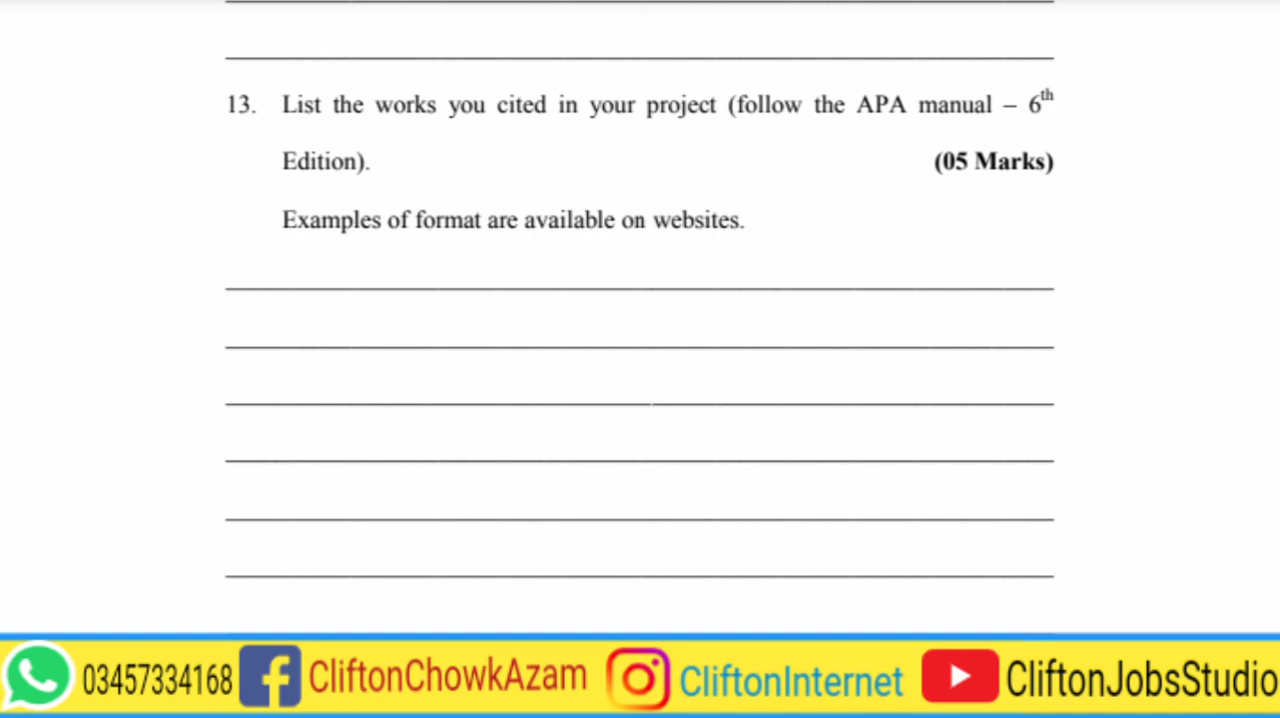 13. List the works you cited in your project (follow the APA manual – 6th
Edition). (05 Marks)
Examples of format are available on websites.
03457334168 CliftonChowkAzam CliftonInternet CliftonJobsStudio